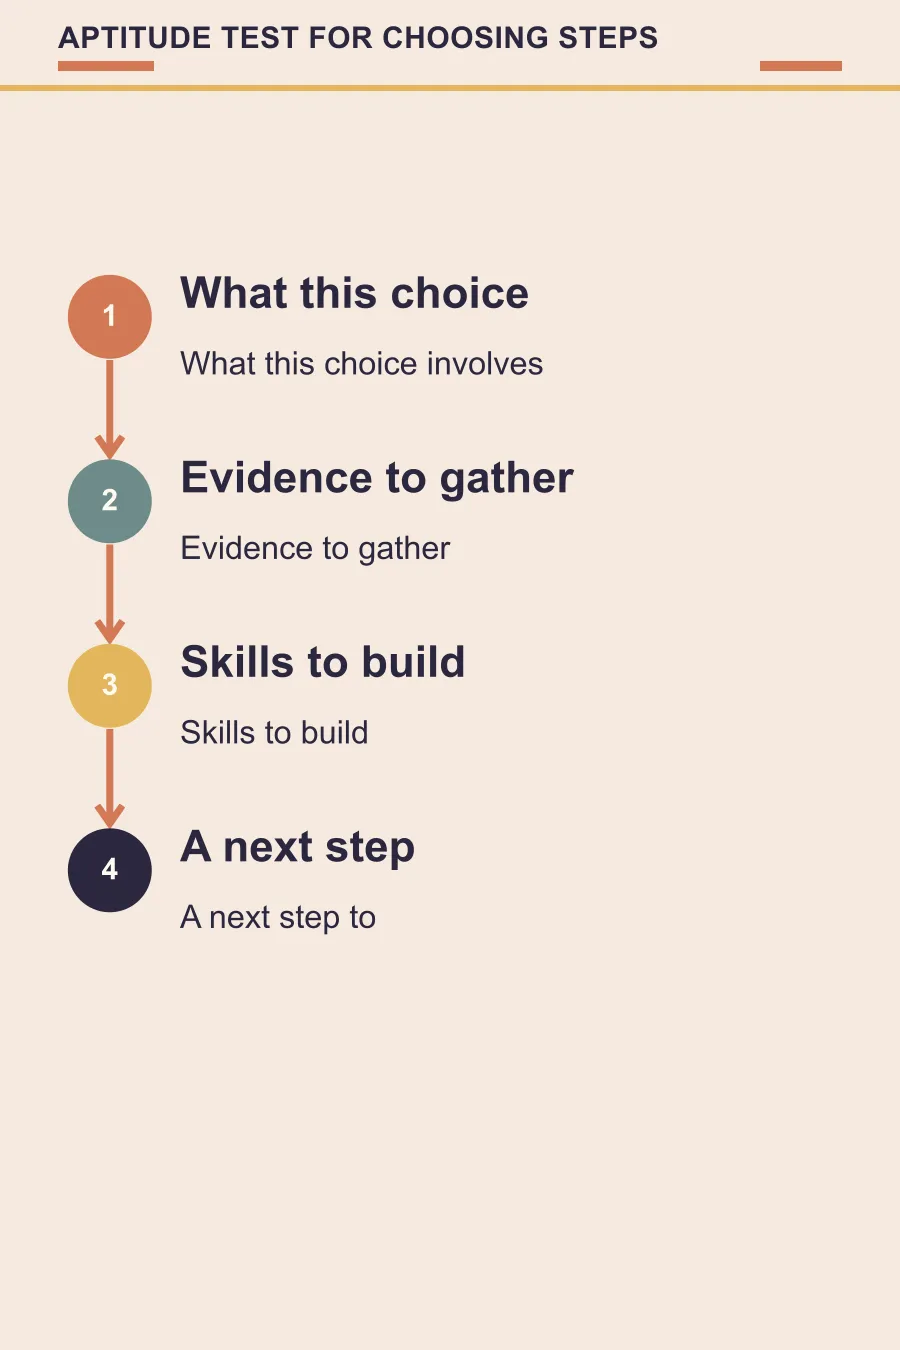 APTITUDE TEST FOR CHOOSING STEPS
1
What this choice
What this choice involves
2
Evidence to gather
Evidence to gather
3
Skills to build
Skills to build
4
A next step
A next step to